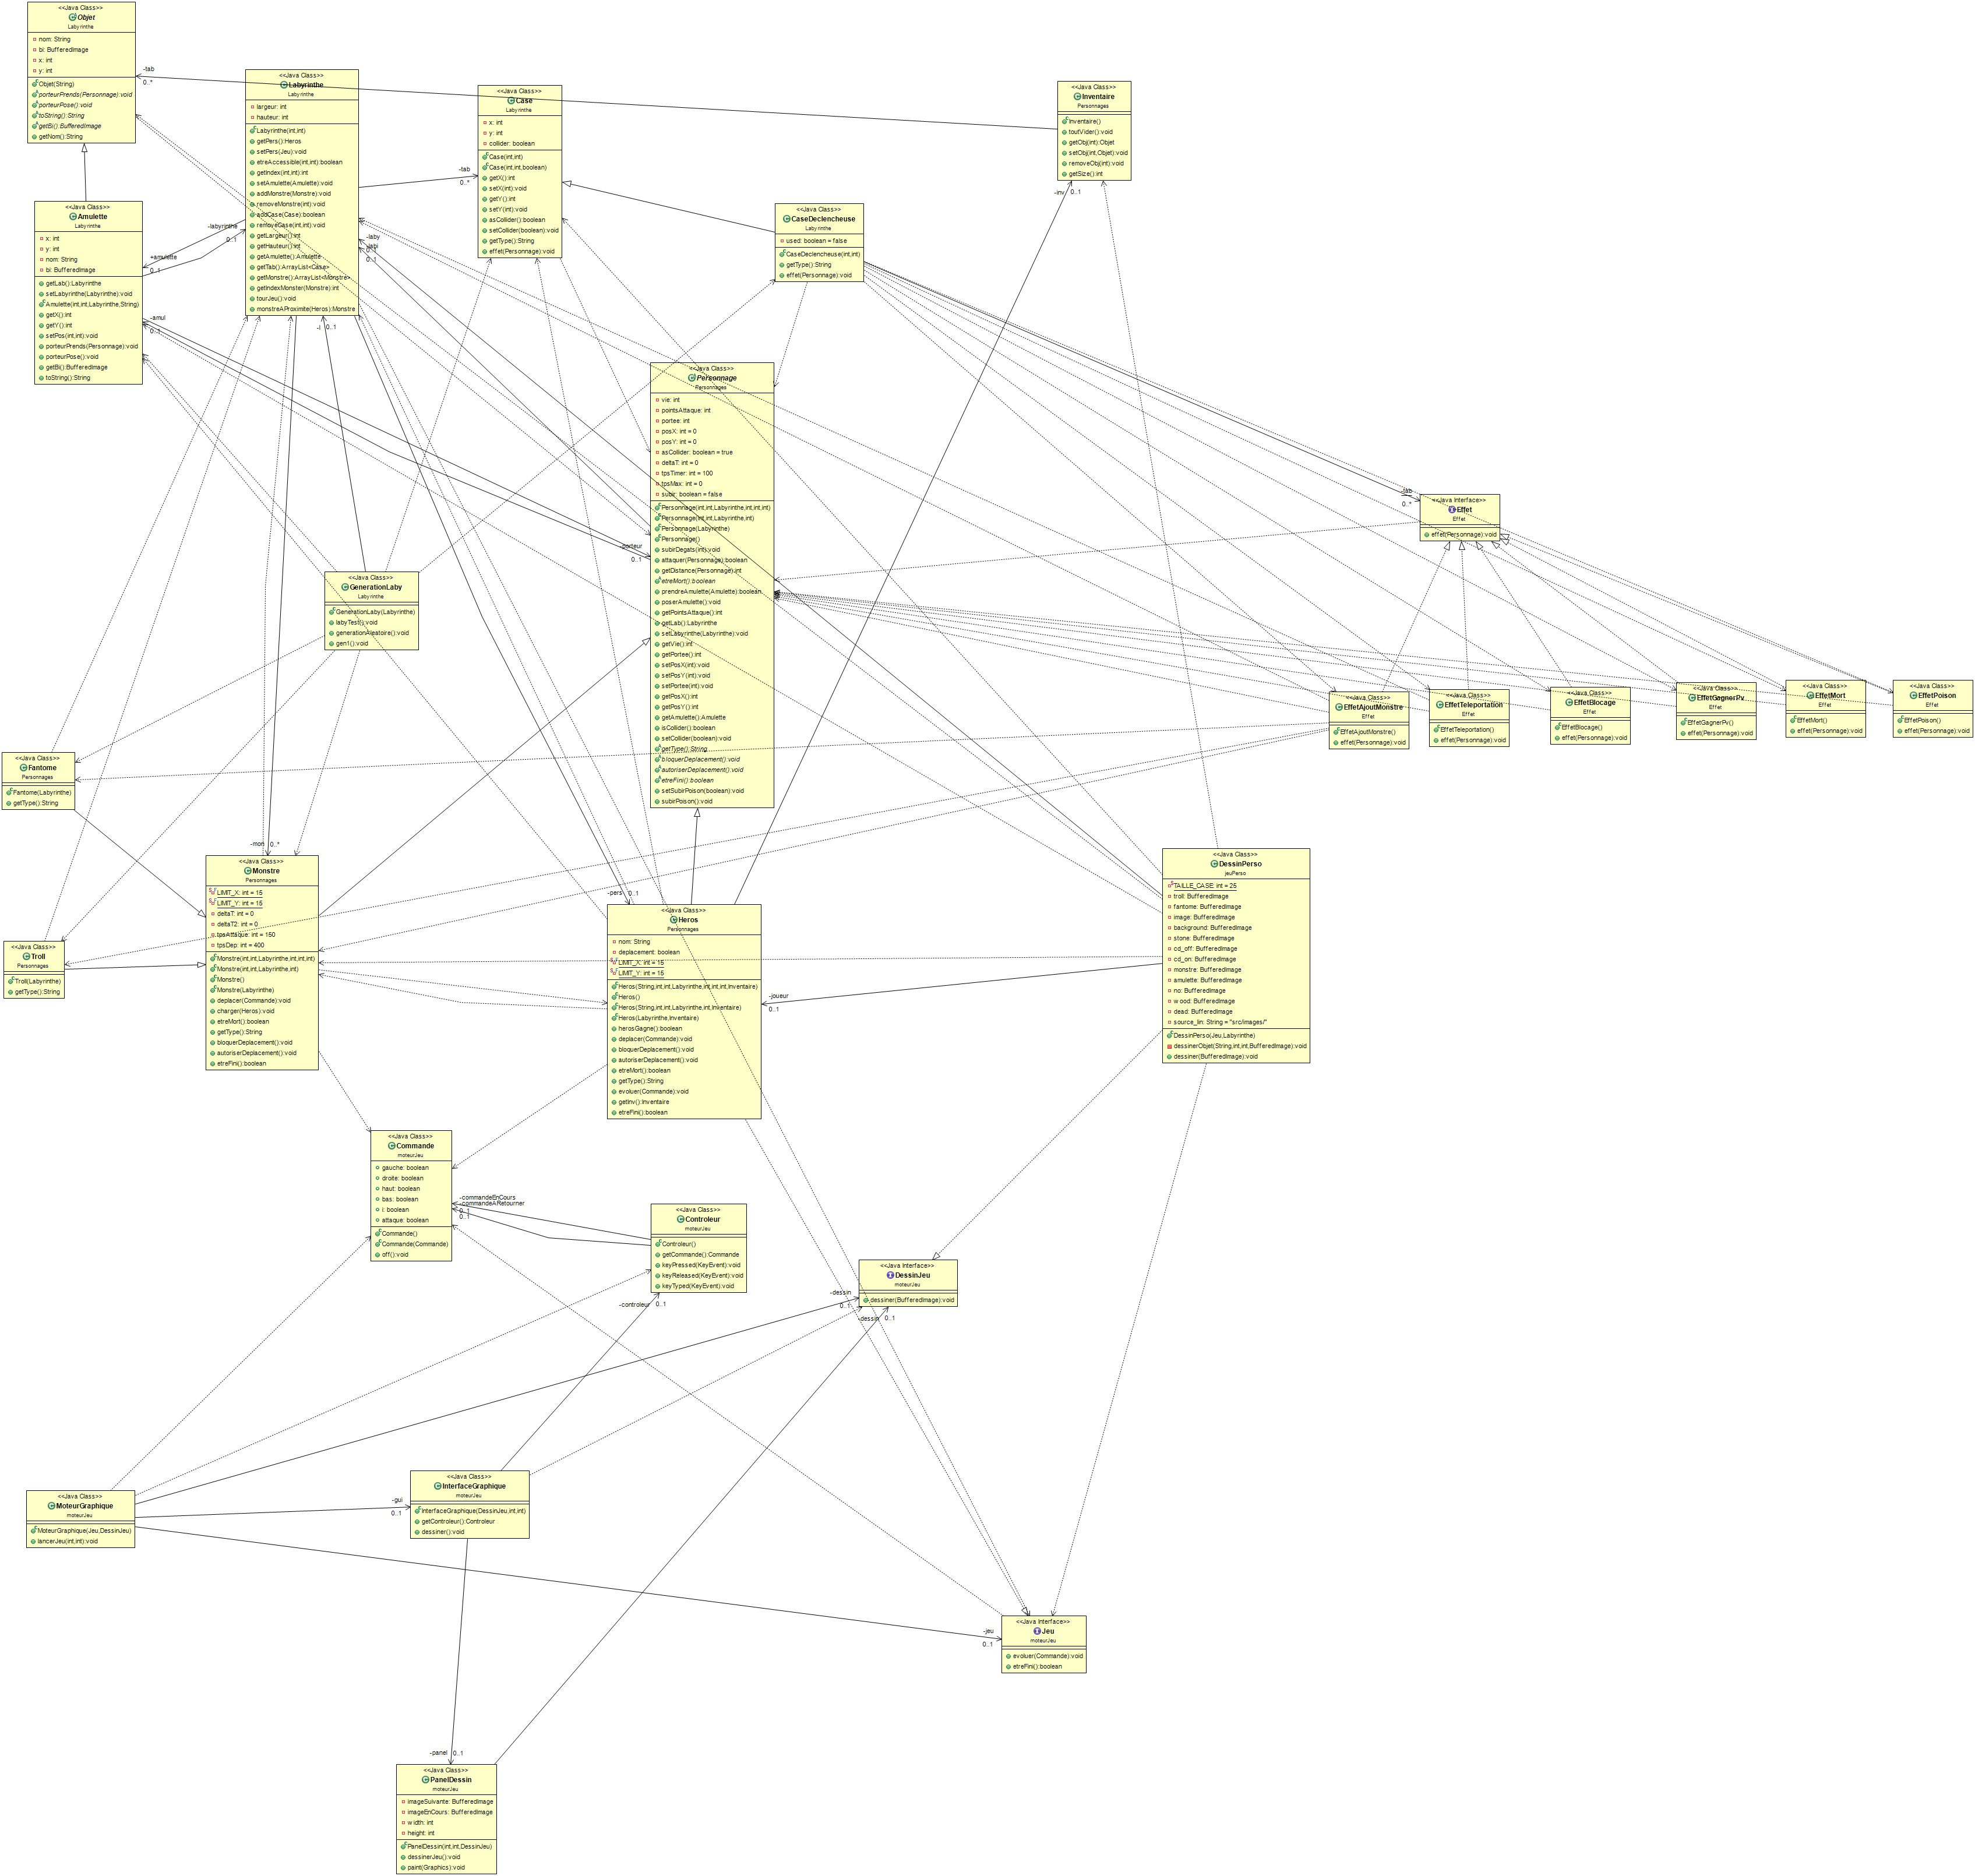 <<Java Class>>
Objet
Labyrinthe
nom: String
bi: BufferedImage
x: int
y: int
Objet(String)
porteurPrends(Personnage):void
porteurPose():void
toString():String
getBi():BufferedImage
getNom():String
-tab
0..*
<<Java Class>>
Labyrinthe
Labyrinthe
largeur: int
hauteur: int
Labyrinthe(int,int)
getPers():Heros
setPers(Jeu):void
etreAccessible(int,int):boolean
getIndex(int,int):int
setAmulette(Amulette):void
addMonstre(Monstre):void
removeMonstre(int):void
addCase(Case):boolean
removeCase(int,int):void
getLargeur():int
getHauteur():int
getAmulette():Amulette
getTab():ArrayList<Case>
getMonstre():ArrayList<Monstre>
getIndexMonster(Monstre):int
tourJeu():void
monstreAProximite(Heros):Monstre
<<Java Class>>
Case
Labyrinthe
x: int
y: int
collider: boolean
Case(int,int)
Case(int,int,boolean)
getX():int
setX(int):void
getY():int
setY(int):void
asCollider():boolean
setCollider(boolean):void
getType():String
effet(Personnage):void
-tab
0..*
<<Java Class>>
Inventaire
Personnages
Inventaire()
toutVider():void
getObj(int):Objet
setObj(int,Objet):void
removeObj(int):void
getSize():int
-inv
0..1
<<Java Class>>
CaseDeclencheuse
Labyrinthe
used: boolean = false
CaseDeclencheuse(int,int)
getType():String
effet(Personnage):void
<<Java Class>>
Amulette
Labyrinthe
x: int
y: int
nom: String
bi: BufferedImage
getLab():Labyrinthe
setLabyrinthe(Labyrinthe):void
Amulette(int,int,Labyrinthe,String)
getX():int
getY():int
setPos(int,int):void
porteurPrends(Personnage):void
porteurPose():void
getBi():BufferedImage
toString():String
-labyrinthe
0..1
+amulette
0..1
-laby
0..1
-amul
0..1
-l
0..1
<<Java Class>>
Personnage
Personnages
vie: int
pointsAttaque: int
portee: int
posX: int = 0
posY: int = 0
asCollider: boolean = true
deltaT: int = 0
tpsTimer: int = 100
tpsMax: int = 0
subir: boolean = false
Personnage(int,int,Labyrinthe,int,int,int)
Personnage(int,int,Labyrinthe,int)
Personnage(Labyrinthe)
Personnage()
subirDegats(int):void
attaquer(Personnage):boolean
getDistance(Personnage):int
etreMort():boolean
prendreAmulette(Amulette):boolean
poserAmulette():void
getPointsAttaque():int
getLab():Labyrinthe
setLabyrinthe(Labyrinthe):void
getVie():int
getPortee():int
setPosX(int):void
setPosY(int):void
setPortee(int):void
getPosX():int
getPosY():int
getAmulette():Amulette
isCollider():boolean
setCollider(boolean):void
getType():String
bloquerDeplacement():void
autoriserDeplacement():void
etreFini():boolean
setSubirPoison(boolean):void
subirPoison():void
-porteur
0..1
-tab
0..*
<<Java Interface>>
Effet
Effet
effet(Personnage):void
<<Java Class>>
GenerationLaby
Labyrinthe
GenerationLaby(Labyrinthe)
labyTest():void
generationAleatoire():void
gen1():void
<<Java Class>>
EffetAjoutMonstre
Effet
EffetAjoutMonstre()
effet(Personnage):void
<<Java Class>>
EffetTeleportation
Effet
EffetTeleportation()
effet(Personnage):void
<<Java Class>>
EffetBlocage
Effet
EffetBlocage()
effet(Personnage):void
<<Java Class>>
EffetGagnerPv
Effet
EffetGagnerPv()
effet(Personnage):void
<<Java Class>>
EffetMort
Effet
EffetMort()
effet(Personnage):void
<<Java Class>>
EffetPoison
Effet
EffetPoison()
effet(Personnage):void
<<Java Class>>
Fantome
Personnages
Fantome(Labyrinthe)
getType():String
-mon
0..*
<<Java Class>>
Monstre
Personnages
LIMIT_X: int = 15
LIMIT_Y: int = 15
deltaT: int = 0
deltaT2: int = 0
tpsAttaque: int = 150
tpsDep: int = 400
Monstre(int,int,Labyrinthe,int,int,int)
Monstre(int,int,Labyrinthe,int)
Monstre()
Monstre(Labyrinthe)
deplacer(Commande):void
charger(Heros):void
etreMort():boolean
getType():String
bloquerDeplacement():void
autoriserDeplacement():void
etreFini():boolean
<<Java Class>>
Troll
Personnages
Troll(Labyrinthe)
getType():String
-pers
0..1
<<Java Class>>
Heros
Personnages
nom: String
deplacement: boolean
LIMIT_X: int = 15
LIMIT_Y: int = 15
Heros(String,int,int,Labyrinthe,int,int,int,Inventaire)
Heros()
Heros(String,int,int,Labyrinthe,int,Inventaire)
Heros(Labyrinthe,Inventaire)
herosGagne():boolean
deplacer(Commande):void
bloquerDeplacement():void
autoriserDeplacement():void
etreMort():boolean
getType():String
evoluer(Commande):void
getInv():Inventaire
etreFini():boolean
-joueur
0..1
<<Java Class>>
DessinPerso
jeuPerso
TAILLE_CASE: int = 25
troll: BufferedImage
fantome: BufferedImage
image: BufferedImage
background: BufferedImage
stone: BufferedImage
cd_off: BufferedImage
cd_on: BufferedImage
monstre: BufferedImage
amulette: BufferedImage
no: BufferedImage
wood: BufferedImage
dead: BufferedImage
source_lin: String = "src/images/"
DessinPerso(Jeu,Labyrinthe)
dessinerObjet(String,int,int,BufferedImage):void
dessiner(BufferedImage):void
<<Java Class>>
Commande
moteurJeu
gauche: boolean
droite: boolean
haut: boolean
bas: boolean
i: boolean
attaque: boolean
Commande()
Commande(Commande)
off():void
-commandeEnCours
-commandeARetourner
0..1
0..1
<<Java Class>>
Controleur
moteurJeu
Controleur()
getCommande():Commande
keyPressed(KeyEvent):void
keyReleased(KeyEvent):void
keyTyped(KeyEvent):void
-controleur
0..1
<<Java Interface>>
DessinJeu
moteurJeu
dessiner(BufferedImage):void
-dessin
0..1
-dessin
0..1
<<Java Class>>
InterfaceGraphique
moteurJeu
InterfaceGraphique(DessinJeu,int,int)
getControleur():Controleur
dessiner():void
<<Java Class>>
MoteurGraphique
moteurJeu
MoteurGraphique(Jeu,DessinJeu)
lancerJeu(int,int):void
-gui
0..1
-jeu
0..1
<<Java Interface>>
Jeu
moteurJeu
evoluer(Commande):void
etreFini():boolean
-panel
0..1
<<Java Class>>
PanelDessin
moteurJeu
imageSuivante: BufferedImage
imageEnCours: BufferedImage
width: int
height: int
PanelDessin(int,int,DessinJeu)
dessinerJeu():void
paint(Graphics):void